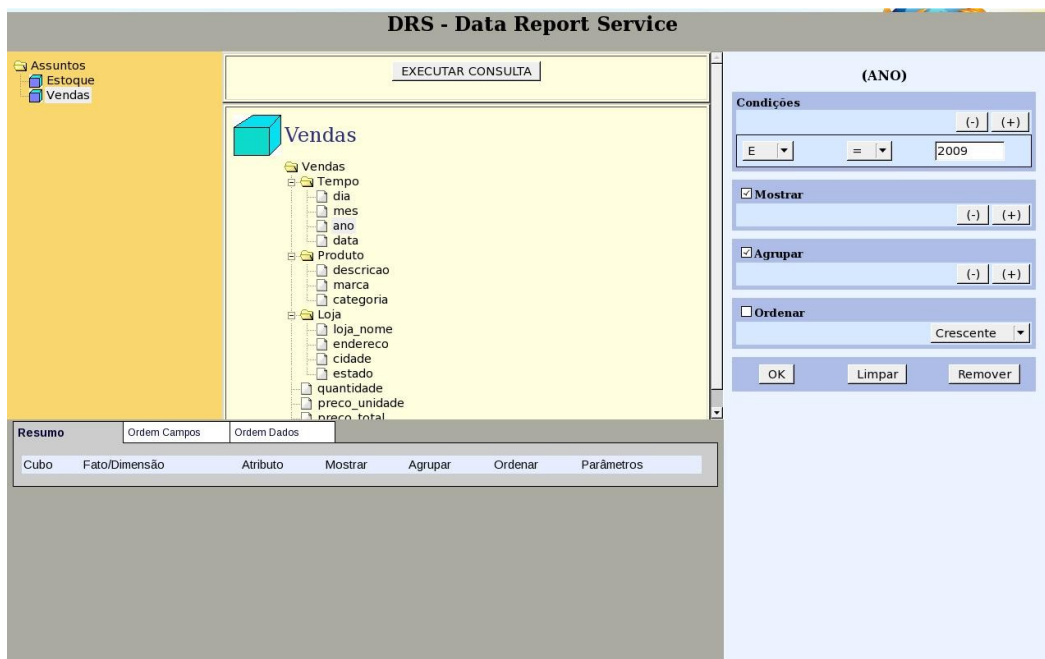 DRS - Data Report Service
Assuntos
Estoque
Vendas
EXECUTAR CONSULTA
Vendas
Vendas
Tempo
dia
mes
ano
data
Produto
descricao
marca
categoria
Loja
loja_nome
endereco
cidade
estado
quantidade
preco_unidade
preco_total
(ANO)
Condições
(-) (+)
E = 2009
Mostrar
(-) (+)
Agrupar
(-) (+)
Ordenar
Crescente
OK Limpar Remover
Resumo Ordem Campos Ordem Dados
Cubo Fato/Dimensão Atributo Mostrar Agrupar Ordenar Parâmetros